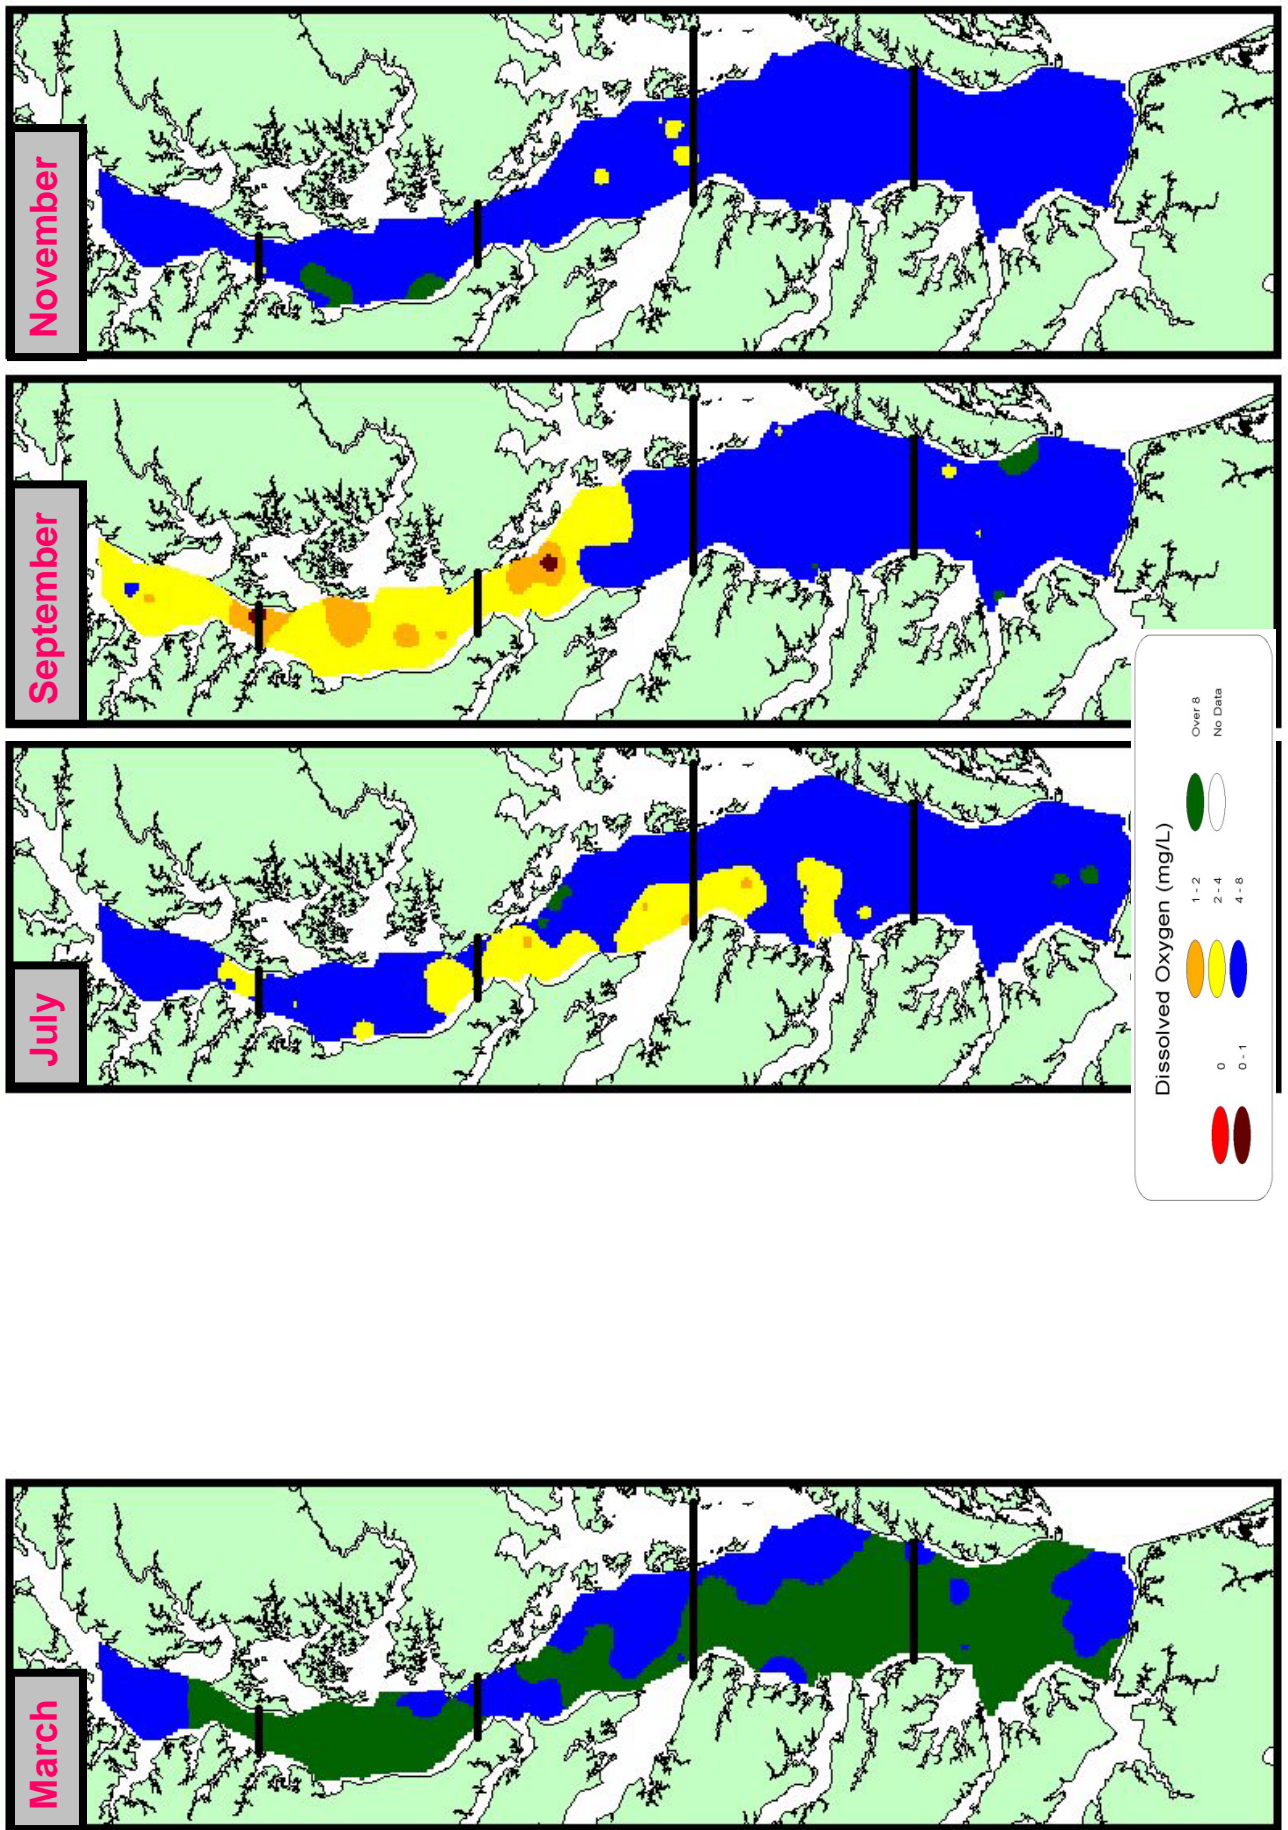 March
July
September
November
Dissolved Oxygen (mg/L)
0
0 - 1
1 - 2
2 - 4
4 - 8
Over 8
No Data